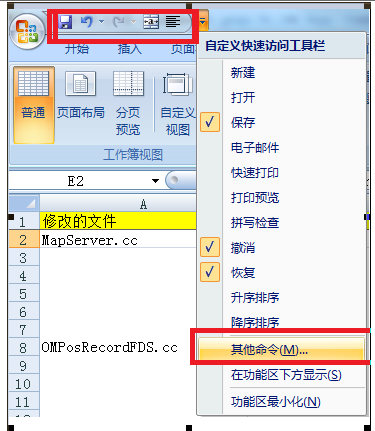 a
自定义快速访问工具栏
开始 插入 页面
新建
打开
保存
电子邮件
快速打印
打印预览
拼写检查
撤消
恢复
升序排序
降序排序
其他命令(M)...
在功能区下方显示(S)
功能区最小化(N)
普通
页面布局
分页
预览
自定义
视图
工作簿视图
E2
A
1 修改的文件
2 MapServer.cc
3
4
5
6
7
8 OMPosRecordFDS.cc
9
10
11